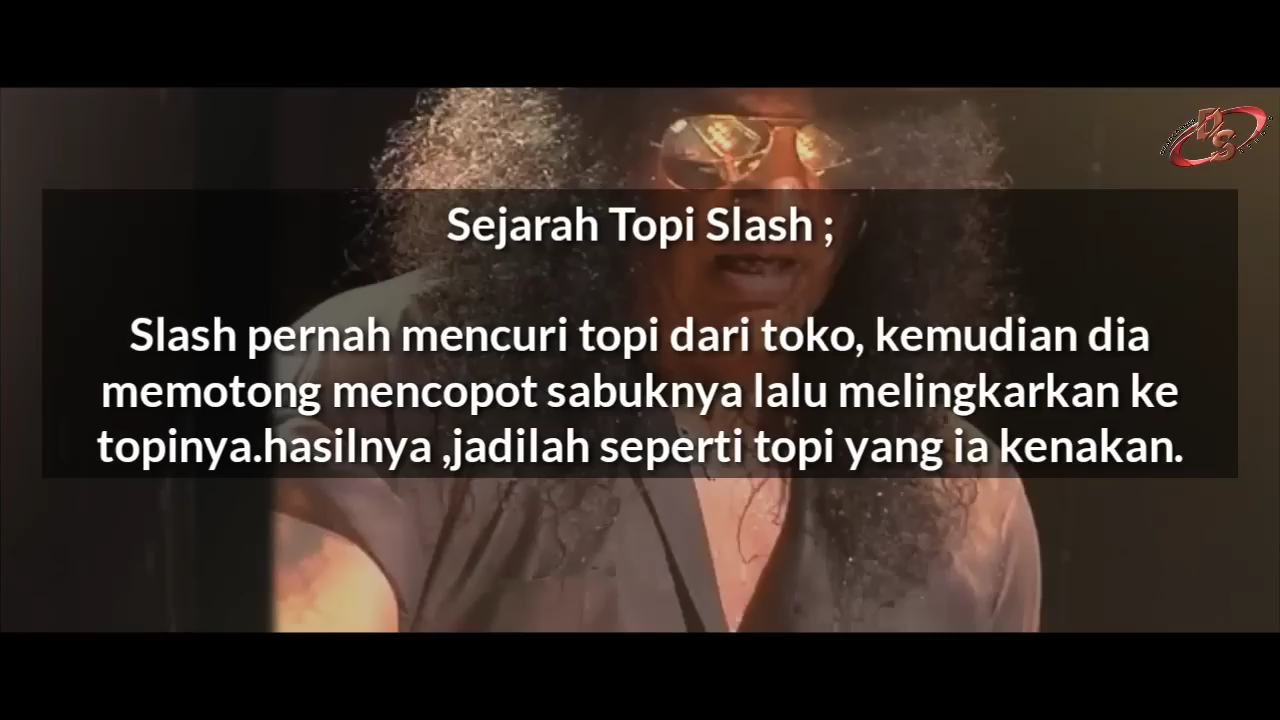 Sejarah Topi Slash ;
Slash pernah mencuri topi dari toko, kemudian dia
memotong mencopot sabuknya lalu melingkarkan ke
topinya.hasilnya ,jadilah seperti topi yang ia kenakan.